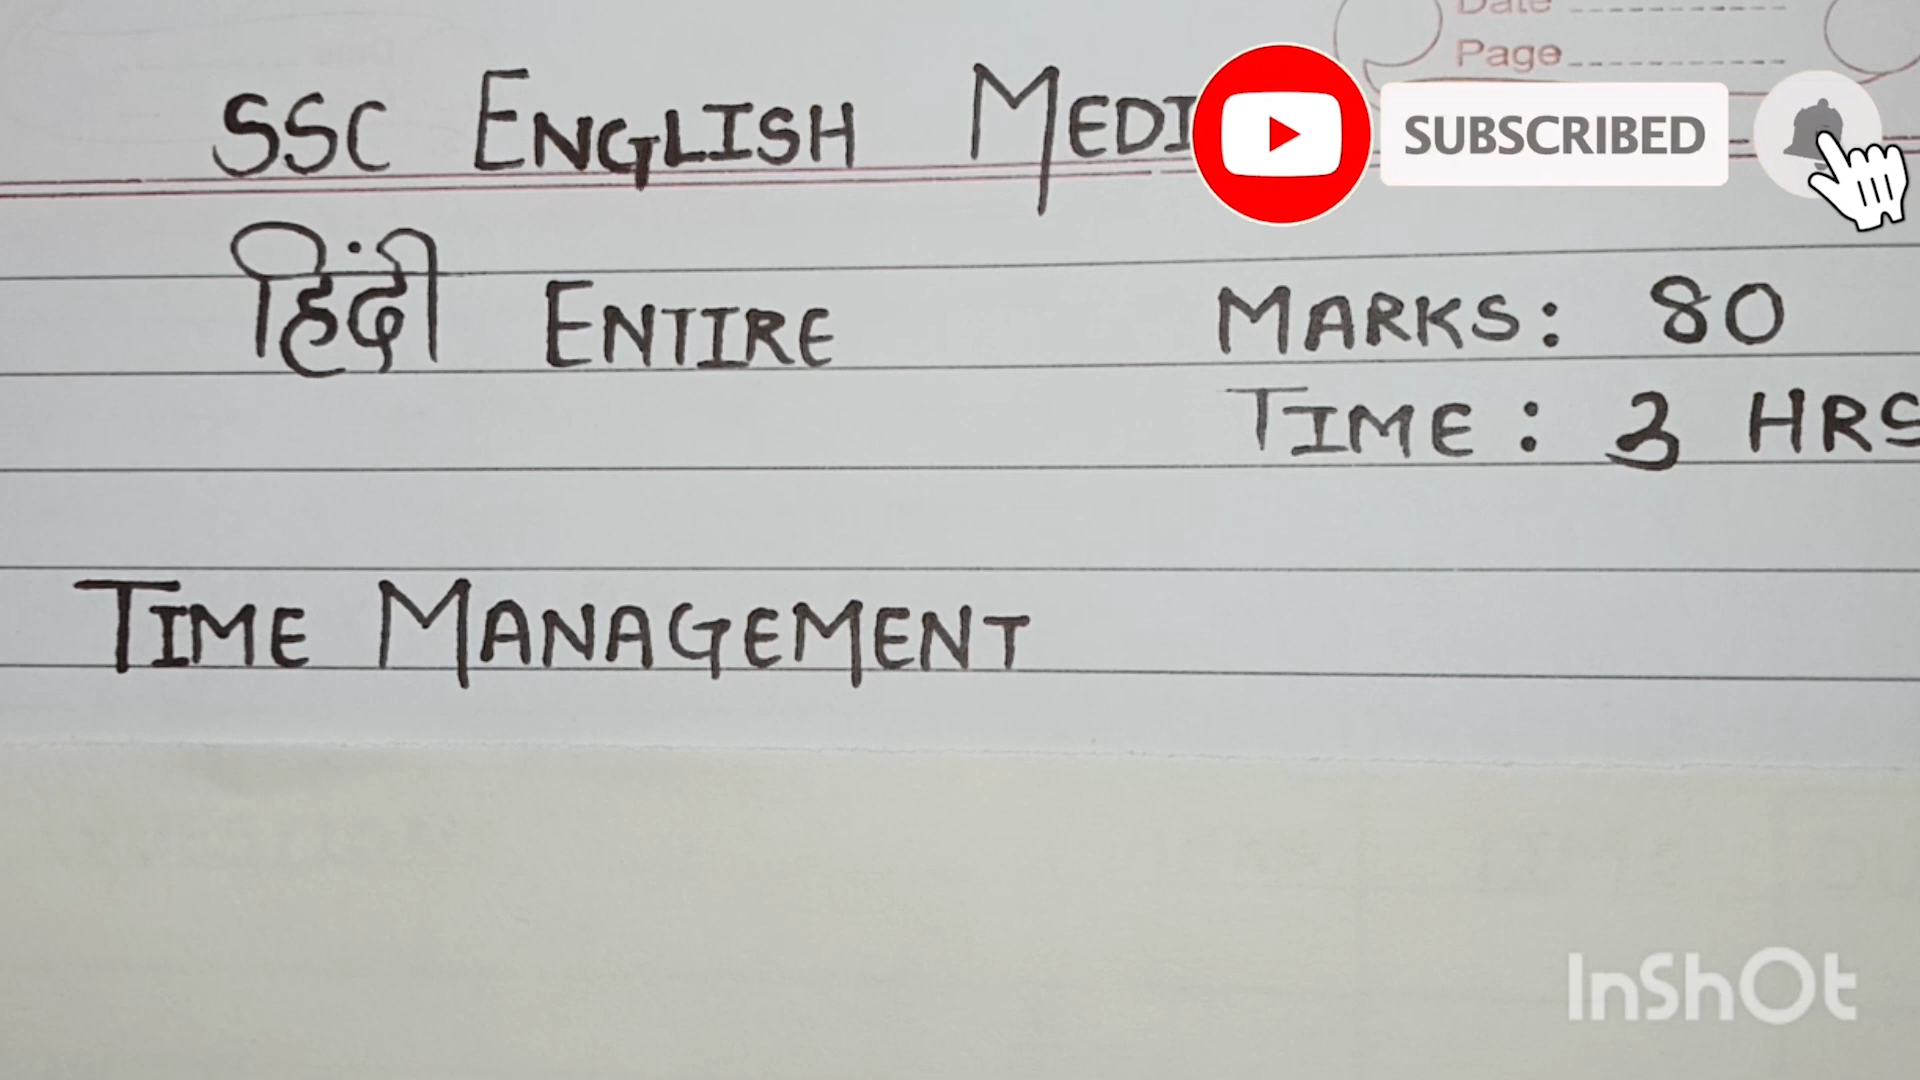 Date
Page
SSC ENGLISH MEDI
SUBSCRIBED
हिंदी ENTIRE MARKS: 80
TIME: 3 HRS
TIME MANAGEMENT
InShOt